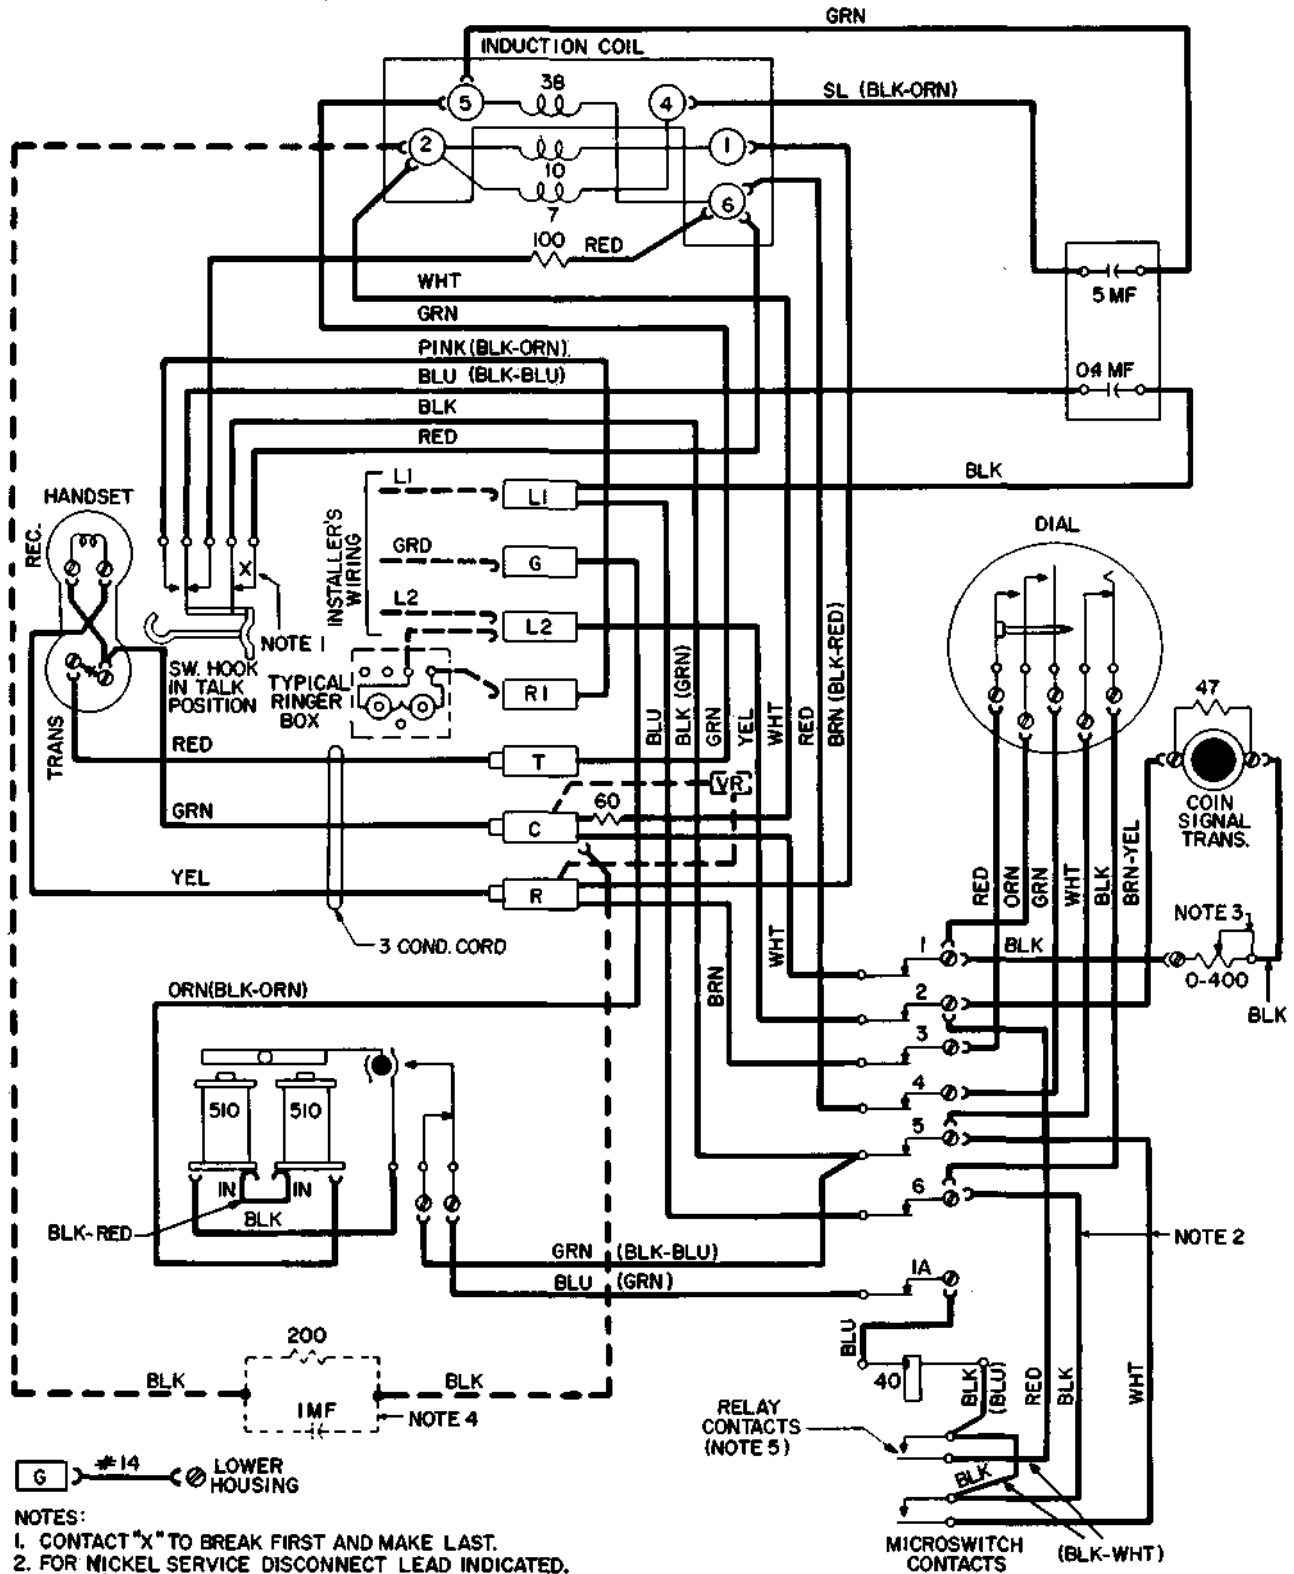 GRN
INDUCTION COIL
38
5
4
SL (BLK-ORN)
2
1
10
7
6
100
RED
WHT
5 MF
GRN
PINK (BLK-ORN)
BLU (BLK-BLU)
04 MF
BLK
RED
BLK
L1
L1
HANDSET
REC.
INSTALLER'S
WIRING
GRD
G
DIAL
X
L2
L2
NOTE 1
SW. HOOK
IN TALK
POSITION
TYPICAL
RINGER
BOX
R1
TRANS
BLU
BLK (GRN)
GRN
YEL
WHT
RED
BRN (BLK-RED)
47
RED
T
VR
COIN
SIGNAL
TRANS.
GRN
C
60
YEL
R
RED
ORN
GRN
WHT
BLK
BRN-YEL
3 COND. CORD
BRN
WHT
1
BLK
NOTE 3
0-400
BLK
ORN(BLK-ORN)
2
3
4
5
6
510
510
IN
IN
BLK
BLK-RED
NOTE 2
GRN (BLK-BLU)
BLU (GRN)
1A
BLU
40
BLK
(BLU)
RED
BLK
WHT
200
BLK
BLK
1MF
NOTE 4
RELAY
CONTACTS
(NOTE 5)
BLK
G
#14
LOWER
HOUSING
MICROSWITCH
CONTACTS
(BLK-WHT)
NOTES:
1. CONTACT "X" TO BREAK FIRST AND MAKE LAST.
2. FOR NICKEL SERVICE DISCONNECT LEAD INDICATED.